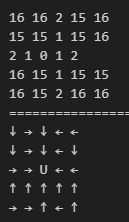 16 16 2 15 16
15 15 1 15 16
2 1 0 1 2
16 15 1 15 15
16 15 2 16 16
=================
↓ → ↓ ← ←
↓ → ↓ ← ↓
→ → U ← ←
↑ ↑ ↑ ↑ ↑
→ → ↑ ← ↑